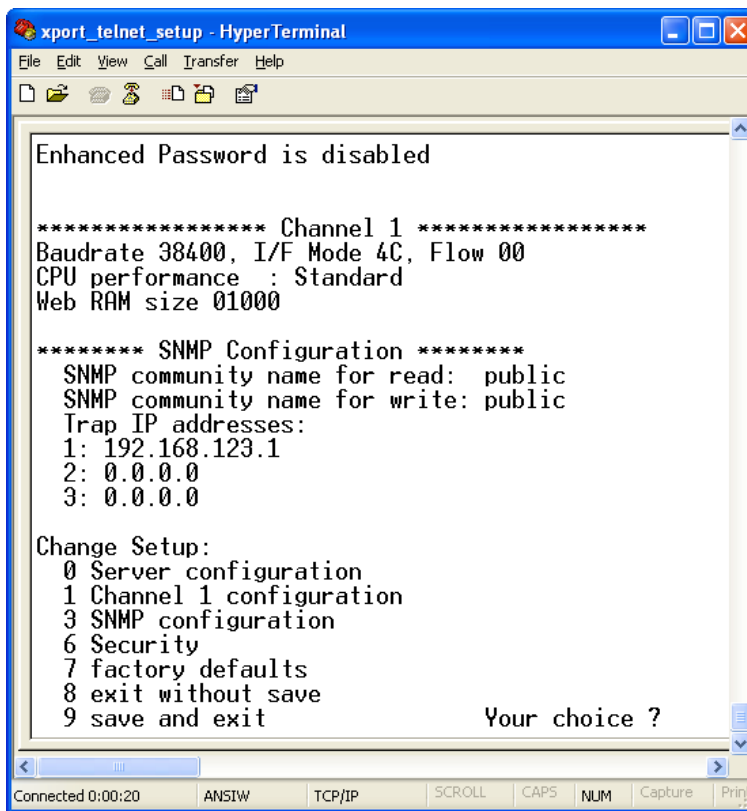 xport_telnet_setup - HyperTerminal
File Edit View Call Transfer Help
Enhanced Password is disabled
***************** Channel 1 *****************
Baudrate 38400, I/F Mode 4C, Flow 00
CPU performance  : Standard
Web RAM size 01000
******** SNMP Configuration ********
SNMP community name for read:  public
SNMP community name for write: public
Trap IP addresses:
1: 192.168.123.1
2: 0.0.0.0
3: 0.0.0.0
Change Setup:
0 Server configuration
1 Channel 1 configuration
3 SNMP configuration
6 Security
7 factory defaults
8 exit without save
9 save and exit Your choice ?
Connected 0:00:20 ANSIW TCP/IP SCROLL CAPS NUM Capture Prin